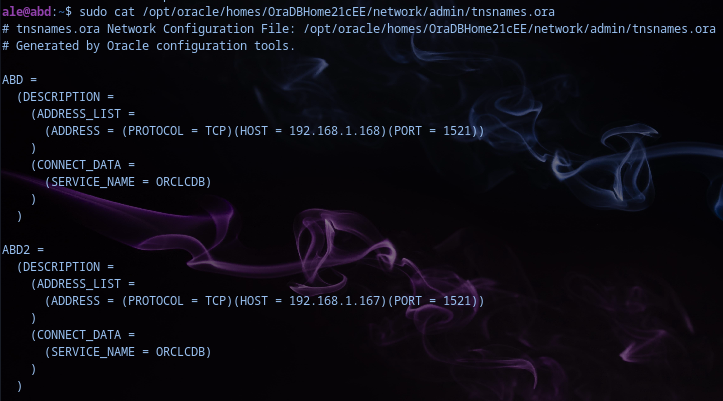 ale@abd:~$ sudo cat /opt/oracle/homes/OraDBHome21cEE/network/admin/tnsnames.ora
# tnsnames.ora Network Configuration File: /opt/oracle/homes/OraDBHome21cEE/network/admin/tnsnames.ora
# Generated by Oracle configuration tools.

ABD =
  (DESCRIPTION =
    (ADDRESS_LIST =
      (ADDRESS = (PROTOCOL = TCP)(HOST = 192.168.1.168)(PORT = 1521))
    )
    (CONNECT_DATA =
      (SERVICE_NAME = ORCLCDB)
    )
  )

ABD2 =
  (DESCRIPTION =
    (ADDRESS_LIST =
      (ADDRESS = (PROTOCOL = TCP)(HOST = 192.168.1.167)(PORT = 1521))
    )
    (CONNECT_DATA =
      (SERVICE_NAME = ORCLCDB)
    )
  )